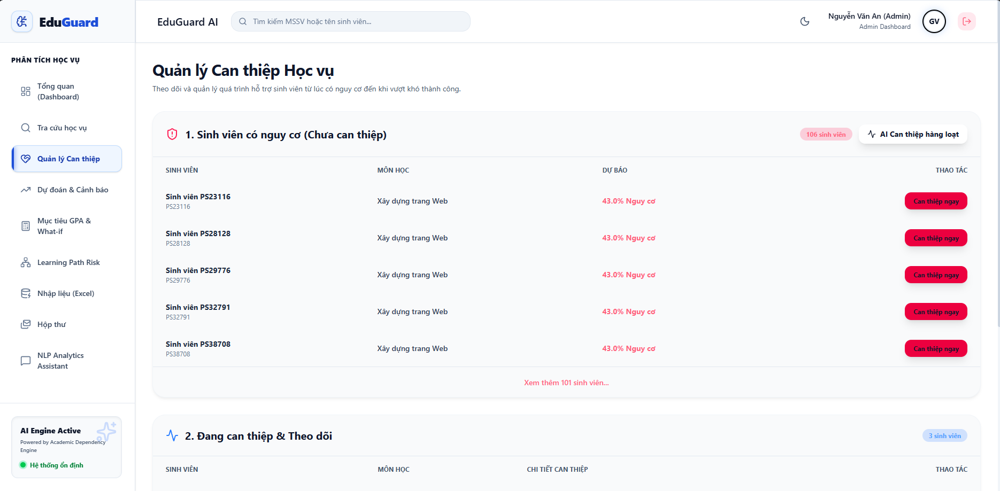 EduGuard
EduGuard AI
Tìm kiếm MSSV hoặc tên sinh viên...
Nguyễn Văn An (Admin)
Admin Dashboard
GV
PHÂN TÍCH HỌC VỤ
Tổng quan
(Dashboard)
Tra cứu học vụ
Quản lý Can thiệp
Dự đoán & Cảnh báo
Mục tiêu GPA &
What-if
Learning Path Risk
Nhập liệu (Excel)
Hộp thư
NLP Analytics
Assistant
AI Engine Active
Powered by Academic Dependency
Engine
Hệ thống ổn định
Quản lý Can thiệp Học vụ
Theo dõi và quản lý quá trình hỗ trợ sinh viên từ lúc có nguy cơ đến khi vượt khó thành công.
1. Sinh viên có nguy cơ (Chưa can thiệp)
106 sinh viên
AI Can thiệp hàng loạt
SINH VIÊN MÔN HỌC DỰ BÁO THAO TÁC
Sinh viên PS23116
PS23116
Xây dựng trang Web
43.0% Nguy cơ
Can thiệp ngay
Sinh viên PS28128
PS28128
Xây dựng trang Web
43.0% Nguy cơ
Can thiệp ngay
Sinh viên PS29776
PS29776
Xây dựng trang Web
43.0% Nguy cơ
Can thiệp ngay
Sinh viên PS32791
PS32791
Xây dựng trang Web
43.0% Nguy cơ
Can thiệp ngay
Sinh viên PS38708
PS38708
Xây dựng trang Web
43.0% Nguy cơ
Can thiệp ngay
Xem thêm 101 sinh viên...
2. Đang can thiệp & Theo dõi
3 sinh viên
SINH VIÊN MÔN HỌC CHI TIẾT CAN THIỆP THAO TÁC